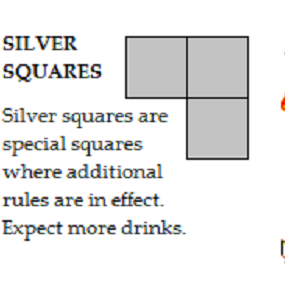 SILVER
SQUARES
Silver squares are
special squares
where additional
rules are in effect.
Expect more drinks.